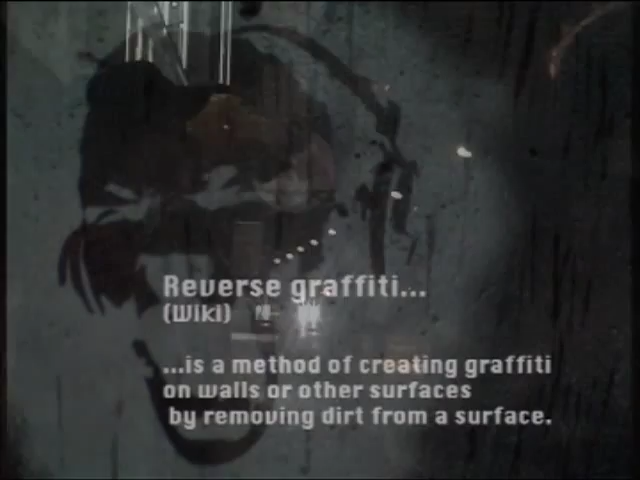 Reverse graffiti...
(Wiki)
...is a method of creating graffiti
on walls or other surfaces
by removing dirt from a surface.